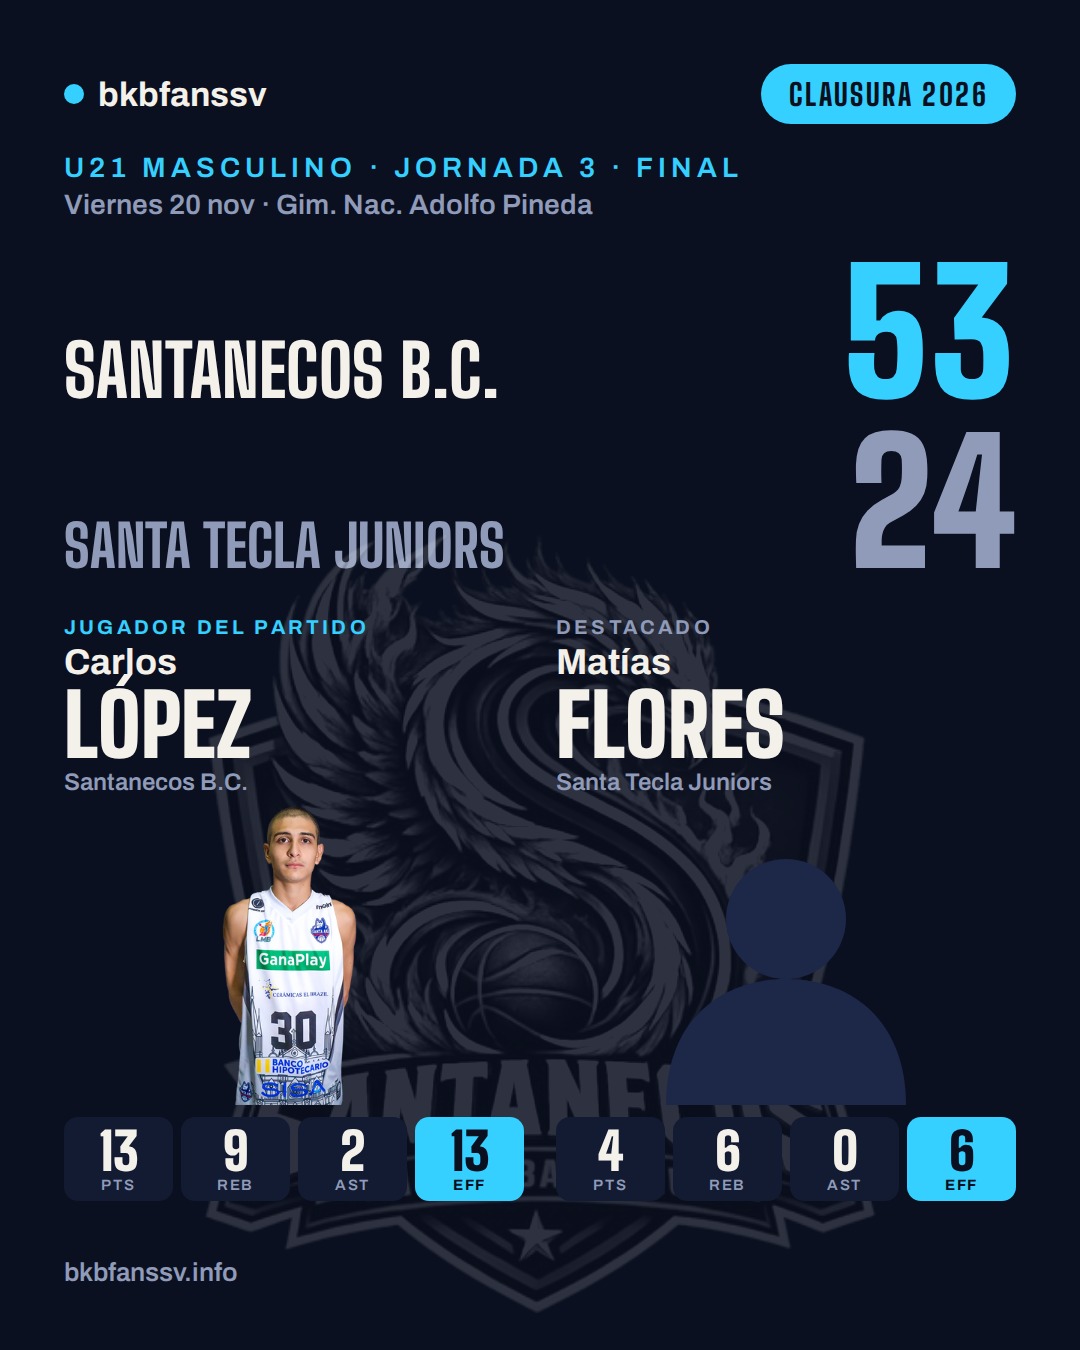 bkbfanssv
CLAUSURA 2026
U21 MASCULINO · JORNADA 3 · FINAL
Viernes 20 nov · Gim. Nac. Adolfo Pineda
SANTANECOS B.C.
53
SANTA TECLA JUNIORS
24
JUGADOR DEL PARTIDO
Carlos
LÓPEZ
Santanecos B.C.
DESTACADO
Matías
FLORES
Santa Tecla Juniors
GanaPlay
30
BANCO
HIPOTECARIO
13
PTS
9
REB
2
AST
13
EFF
4
PTS
6
REB
0
AST
6
EFF
bkbfanssv.info